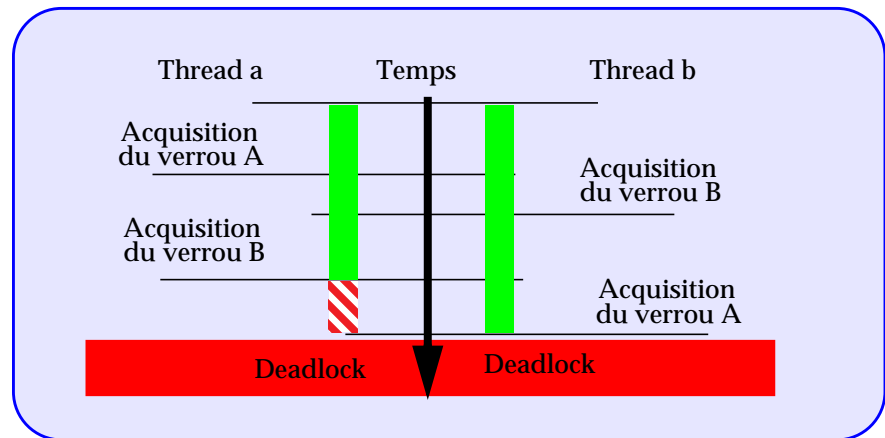 Thread a
Temps
Thread b
Acquisition
du verrou A
Acquisition
du verrou B
Acquisition
du verrou B
Acquisition
du verrou A
Deadlock
Deadlock